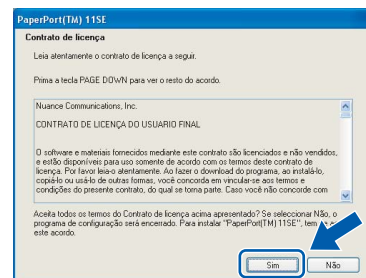 PaperPort(TM) 11SE
Contrato de licença
Leia atentamente o contrato de licença a seguir.
Prima a tecla PAGE DOWN para ver o resto do acordo.
Nuance Communications, Inc.
CONTRATO DE LICENÇA DO USUARIO FINAL
O software e materiais fornecidos mediante este contrato são licenciados e não vendidos,
e estão disponíveis para uso somente de acordo com os termos deste contrato de
licença. Por favor leia-o atentamente. Ao fazer o download do programa, ao instalá-lo,
copiá-lo ou usá-lo de outras formas, você concorda em vincular-se aos termos e
condições do presente contrato, do qual se torna parte. Caso você não concorde com
Aceita todos os termos do Contrato de licença acima apresentado? Se seleccionar Não, o
programa de configuração será encerrado. Para instalar "PaperPort(TM) 11SE", tem
este acordo.
Sim
Não